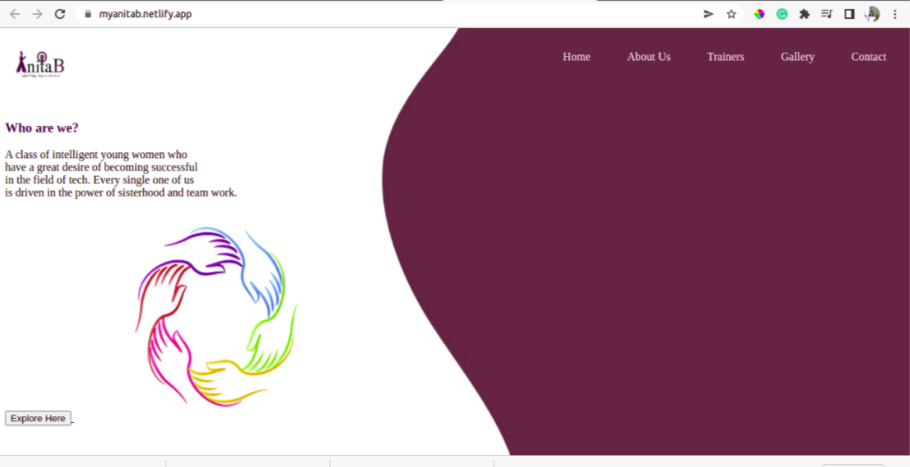 myanitab.netlify.app
AnitaB
Home About Us Trainers Gallery Contact
Who are we?
A class of intelligent young women who
have a great desire of becoming successful
in the field of tech. Every single one of us
is driven in the power of sisterhood and team work.
Explore Here